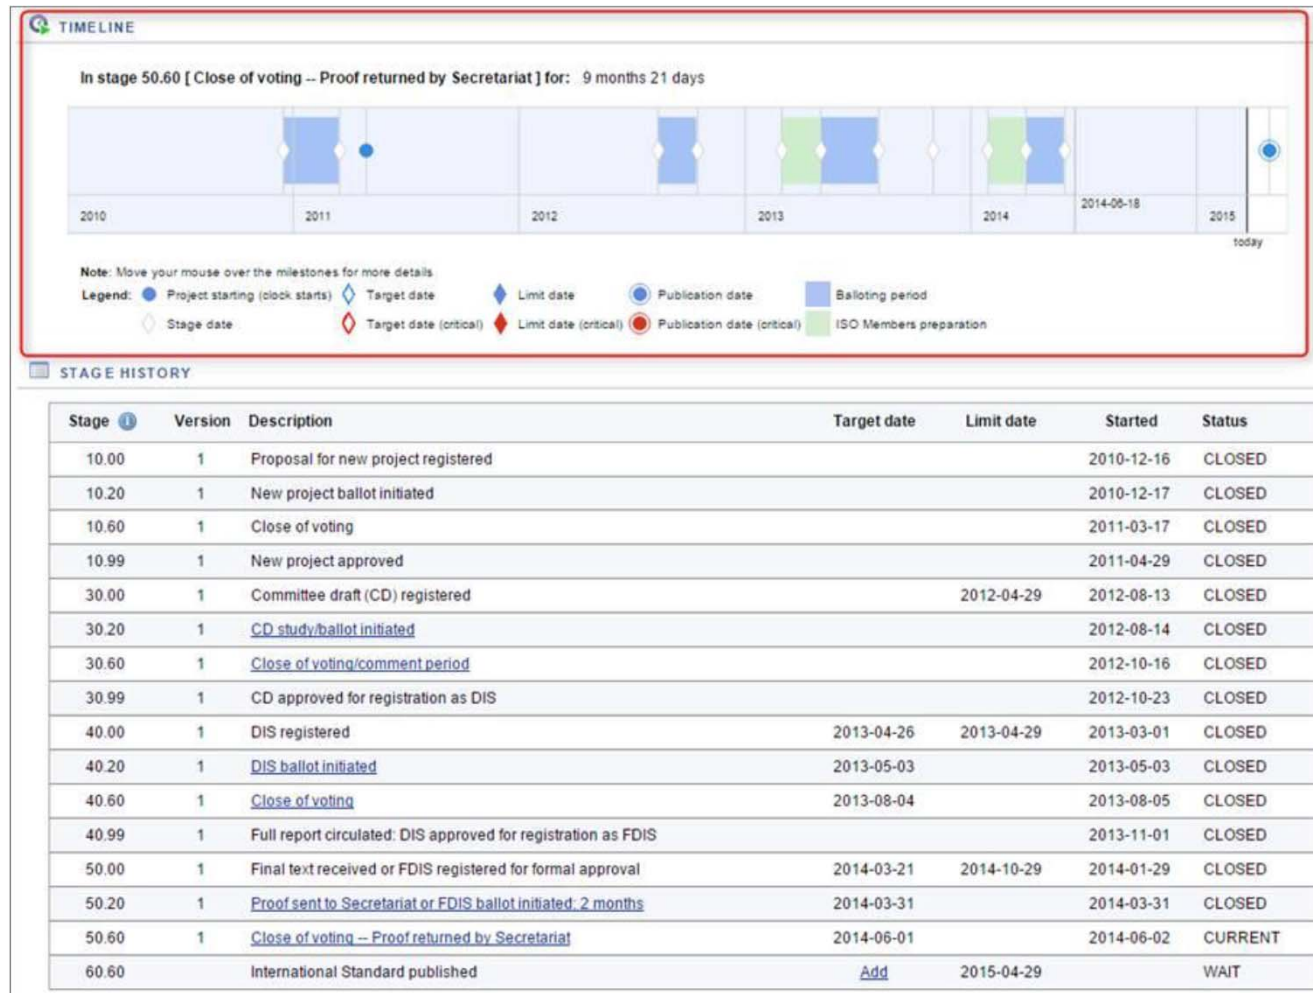 TIMELINE
In stage 50.60 [ Close of voting -- Proof returned by Secretariat ] for: 9 months 21 days
2010 2011 2012 2013 2014 2014-06-18 2015
today
Note: Move your mouse over the milestones for more details
Legend: Project starting (clock starts) Target date Limit date Publication date Balloting period
Stage date Target date (critical) Limit date (critical) Publication date (critical) ISO Members preparation
STAGE HISTORY
Stage Version Description Target date Limit date Started Status
10.00 1 Proposal for new project registered 2010-12-16 CLOSED
10.20 1 New project ballot initiated 2010-12-17 CLOSED
10.60 1 Close of voting 2011-03-17 CLOSED
10.99 1 New project approved 2011-04-29 CLOSED
30.00 1 Committee draft (CD) registered 2012-04-29 2012-08-13 CLOSED
30.20 1 CD study/ballot initiated 2012-08-14 CLOSED
30.60 1 Close of voting/comment period 2012-10-16 CLOSED
30.99 1 CD approved for registration as DIS 2012-10-23 CLOSED
40.00 1 DIS registered 2013-04-26 2013-04-29 2013-03-01 CLOSED
40.20 1 DIS ballot initiated 2013-05-03 2013-05-03 CLOSED
40.60 1 Close of voting 2013-08-04 2013-08-05 CLOSED
40.99 1 Full report circulated: DIS approved for registration as FDIS 2013-11-01 CLOSED
50.00 1 Final text received or FDIS registered for formal approval 2014-03-21 2014-10-29 2014-01-29 CLOSED
50.20 1 Proof sent to Secretariat or FDIS ballot initiated: 2 months 2014-03-31 2014-03-31 CLOSED
50.60 1 Close of voting -- Proof returned by Secretariat 2014-06-01 2014-06-02 CURRENT
60.60 International Standard published Add 2015-04-29 WAIT